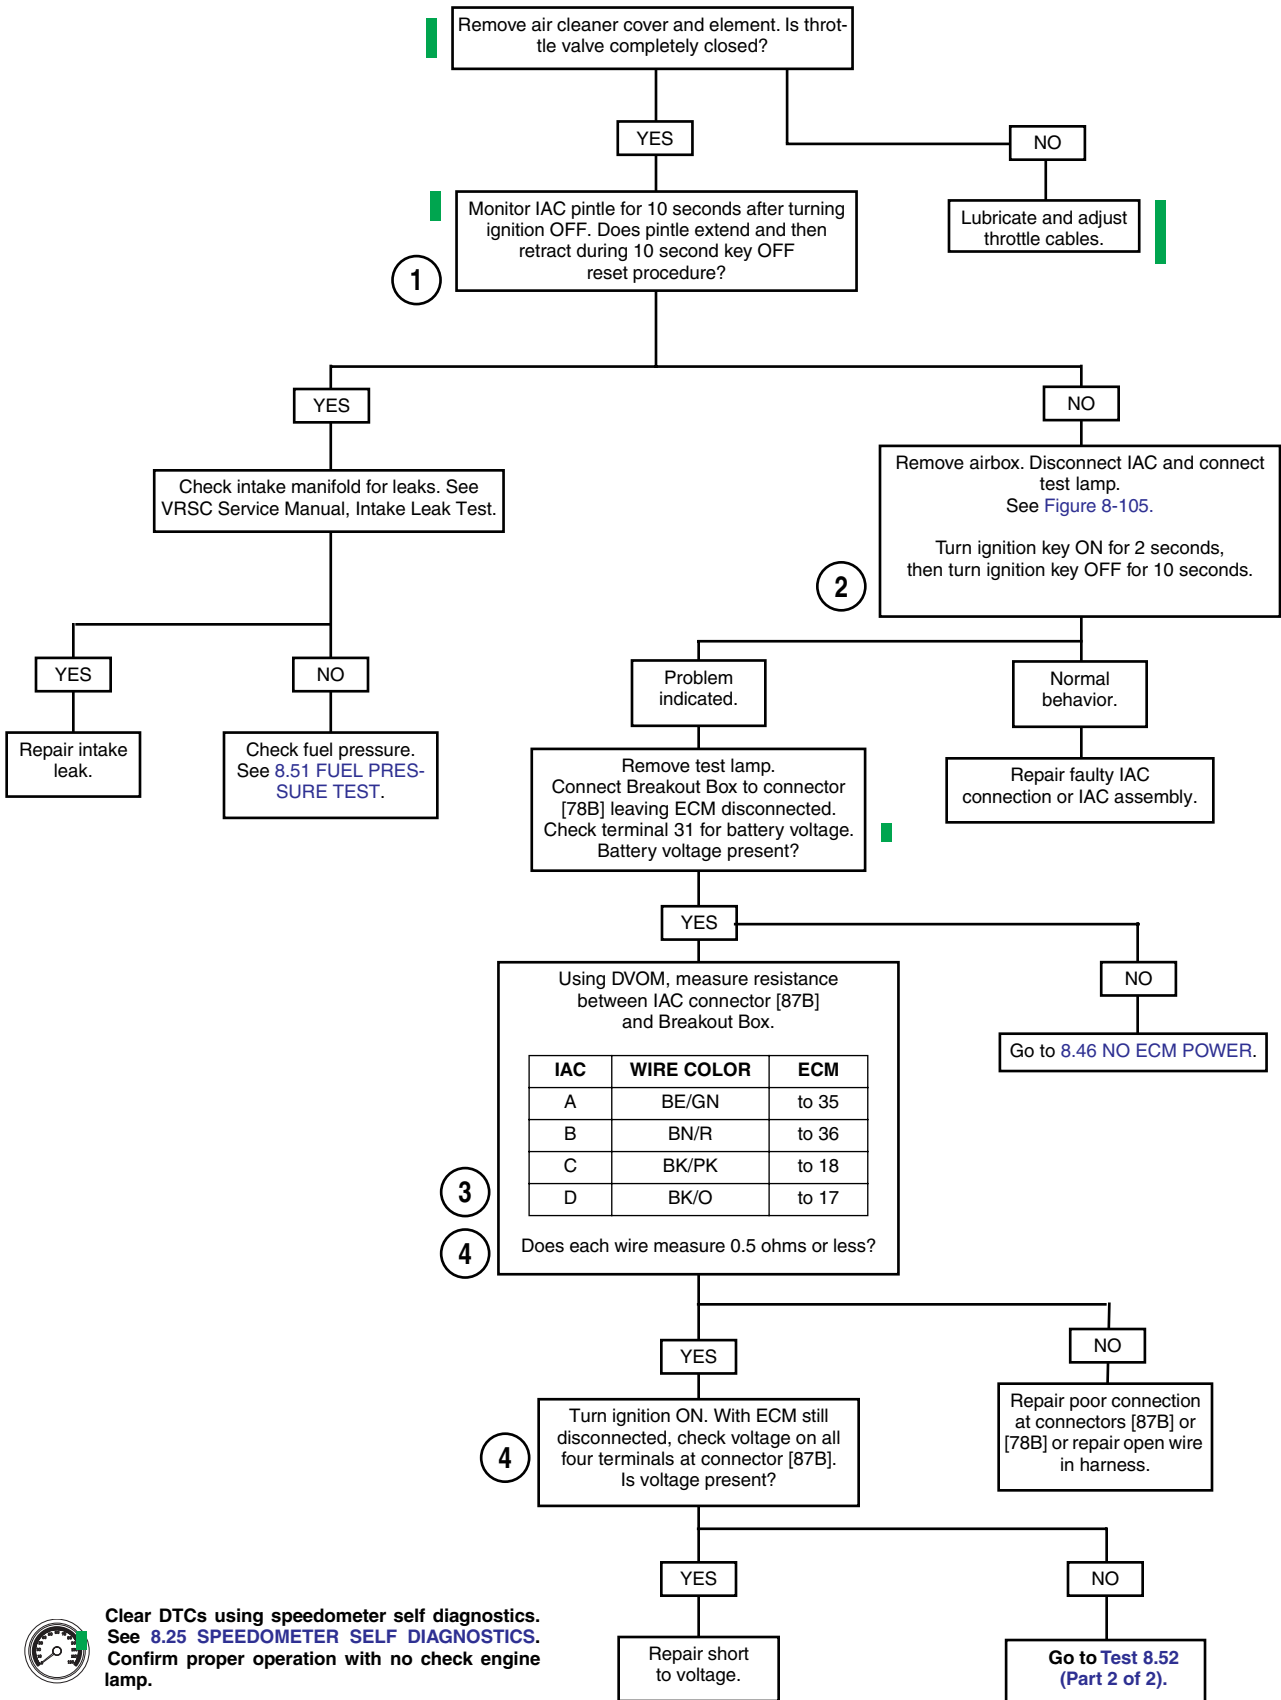 Remove air cleaner cover and element. Is throt-
tle valve completely closed?
YES
NO
Monitor IAC pintle for 10 seconds after turning
ignition OFF. Does pintle extend and then
retract during 10 second key OFF
reset procedure?
1
Lubricate and adjust
throttle cables.
YES
NO
Check intake manifold for leaks. See
VRSC Service Manual, Intake Leak Test.
Remove airbox. Disconnect IAC and connect
test lamp.
See Figure 8-105.
Turn ignition key ON for 2 seconds,
then turn ignition key OFF for 10 seconds.
2
YES
NO
Problem
indicated.
Normal
behavior.
Repair intake
leak.
Check fuel pressure.
See 8.51 FUEL PRES-
SURE TEST.
Remove test lamp.
Connect Breakout Box to connector
[78B] leaving ECM disconnected.
Check terminal 31 for battery voltage.
Battery voltage present?
Repair faulty IAC
connection or IAC assembly.
YES
NO
Using DVOM, measure resistance
between IAC connector [87B]
and Breakout Box.
Go to 8.46 NO ECM POWER.
IAC WIRE COLOR ECM
A BE/GN to 35
B BN/R to 36
C BK/PK to 18
D BK/O to 17
3
4
Does each wire measure 0.5 ohms or less?
YES
NO
Turn ignition ON. With ECM still
disconnected, check voltage on all
four terminals at connector [87B].
Is voltage present?
4
Repair poor connection
at connectors [87B] or
[78B] or repair open wire
in harness.
YES
NO
Repair short
to voltage.
Go to Test 8.52
(Part 2 of 2).
Clear DTCs using speedometer self diagnostics.
See 8.25 SPEEDOMETER SELF DIAGNOSTICS.
Confirm proper operation with no check engine
lamp.